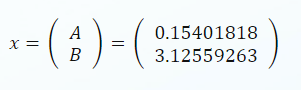 x = ( A B ) = ( 0.15401818 3.12559263 )